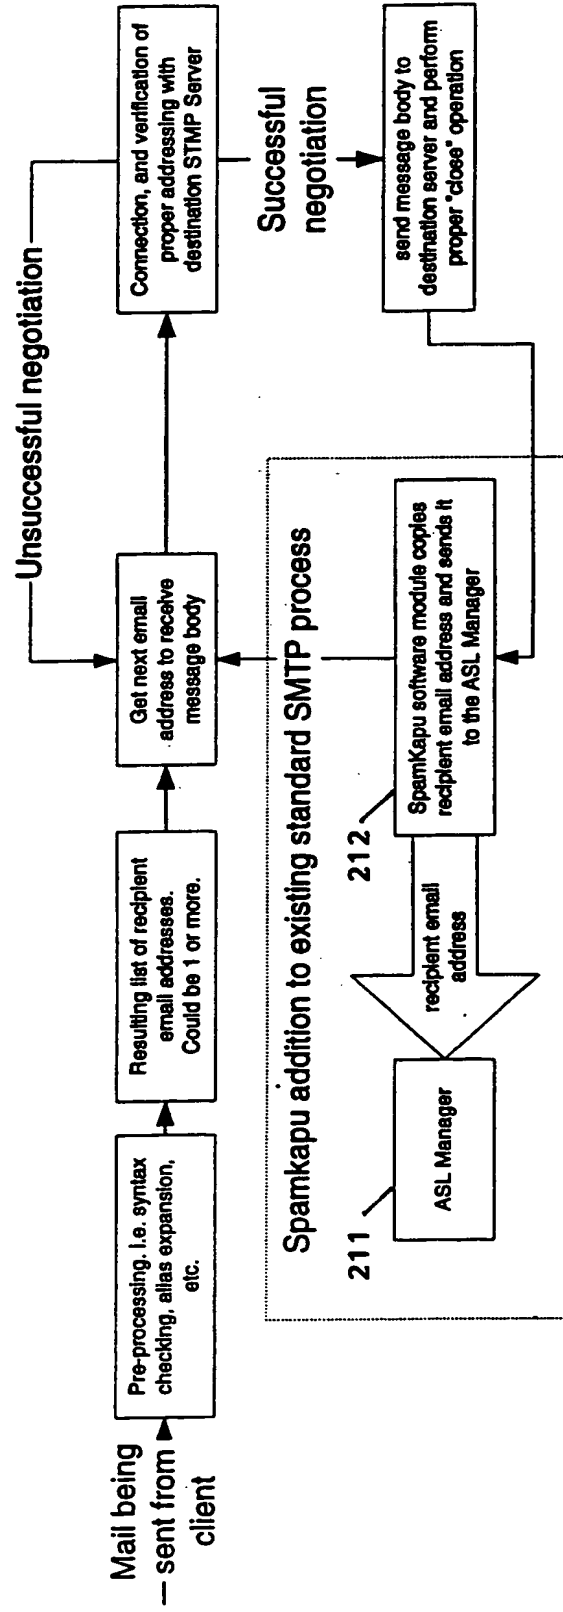 Mail being
sent from
client
Pre-processing. I.e. syntax
checking, alias expansion,
etc.
Resulting list of recipient
email addresses.
Could be 1 or more.
Get next email
address to receive
message body
Unsuccessful negotiation
Connection, and verification of
proper addressing with
destination STMP Server
Successful
negotiation
send message body to
destination server and perform
proper "close" operation
Spamkapu addition to existing standard SMTP process
212
SpamKapu software module copies
recipient email address and sends it
to the ASL Manager
recipient email
address
211
ASL Manager